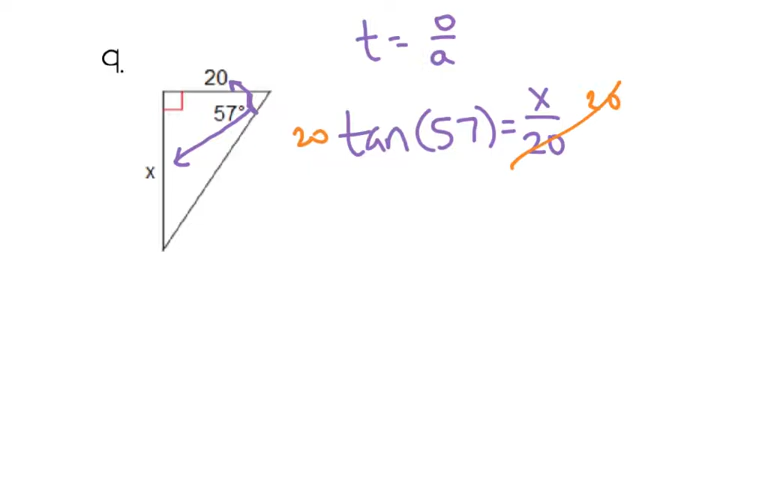 9.
t = o/a
20
57°
x
20 tan(57) = x/20 20